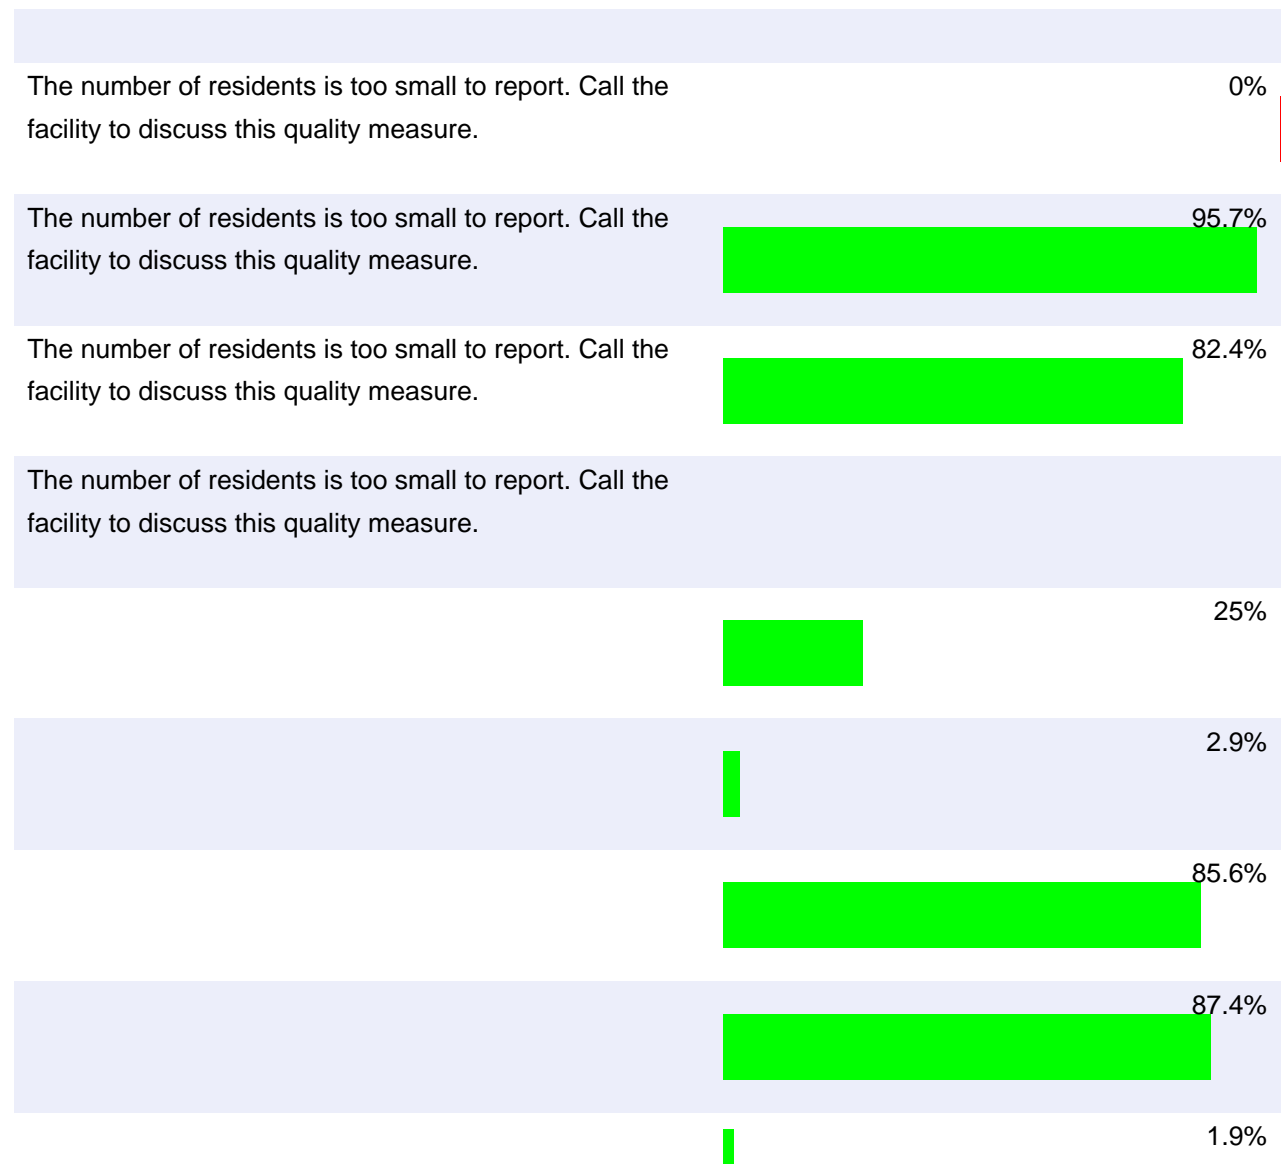 The number of residents is too small to report. Call the
facility to discuss this quality measure.
0%
The number of residents is too small to report. Call the
facility to discuss this quality measure.
95.7%
The number of residents is too small to report. Call the
facility to discuss this quality measure.
82.4%
The number of residents is too small to report. Call the
facility to discuss this quality measure.
25%
2.9%
85.6%
87.4%
1.9%